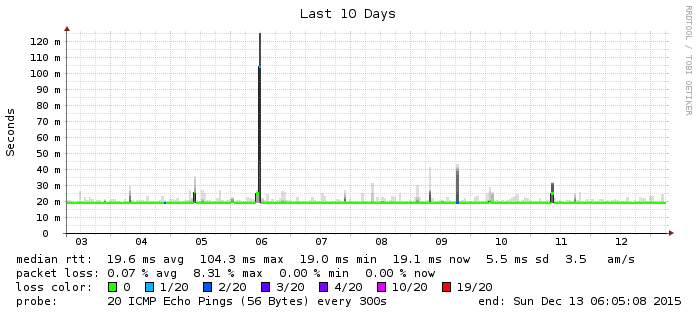 Last 10 Days
RRDTOOL / TOBI OETIKER
Seconds
120 m
110 m
100 m
90 m
80 m
70 m
60 m
50 m
40 m
30 m
20 m
10 m
0
03 04 05 06 07 08 09 10 11 12
median rtt: 19.6 ms avg 104.3 ms max 19.0 ms min 19.1 ms now 5.5 ms sd 3.5 am/s
packet loss: 0.07 % avg 8.31 % max 0.00 % min 0.00 % now
loss color: 0 1/20 2/20 3/20 4/20 10/20 19/20
probe: 20 ICMP Echo Pings (56 Bytes) every 300s end: Sun Dec 13 06:05:08 2015